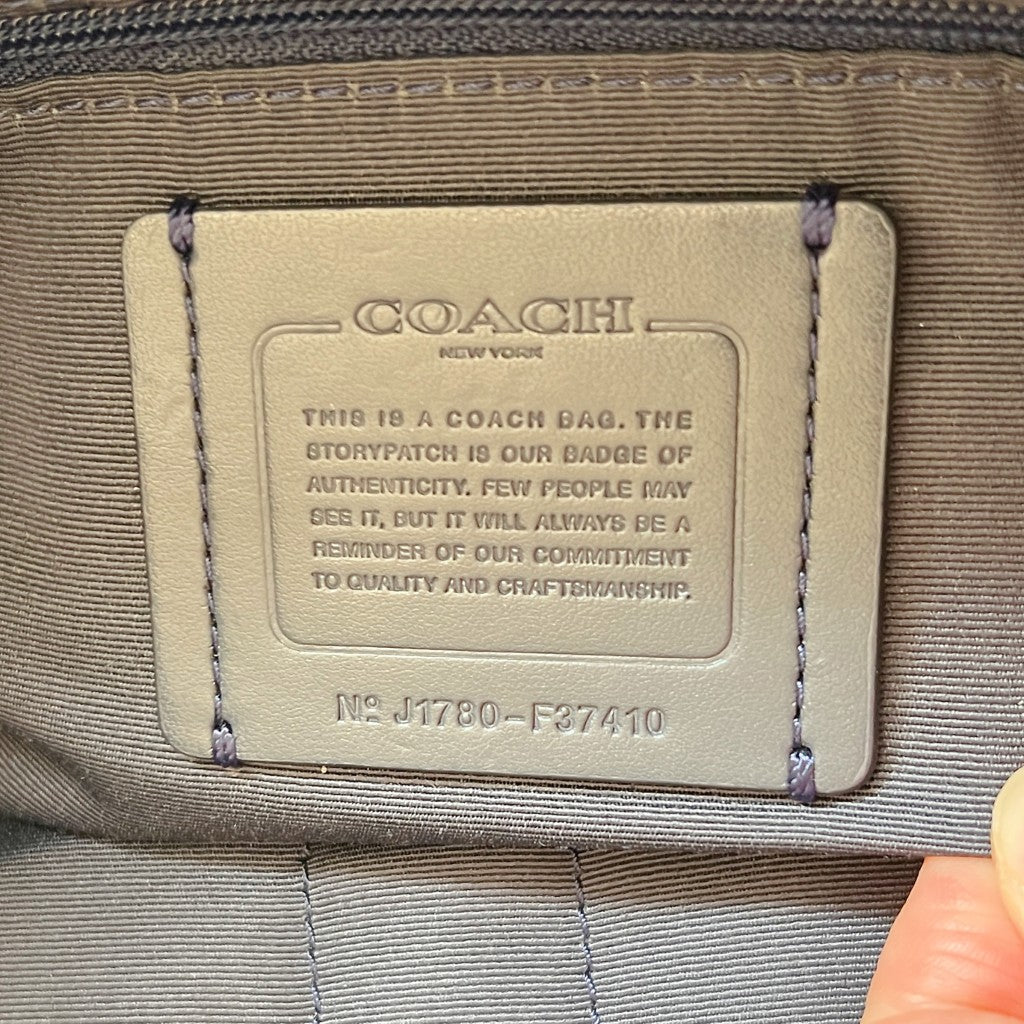 COACH
NEW YORK
THIS IS A COACH BAG. THE
STORYPATCH IS OUR BADGE OF
AUTHENTICITY. FEW PEOPLE MAY
SEE IT, BUT IT WILL ALWAYS BE A
REMINDER OF OUR COMMITMENT
TO QUALITY AND CRAFTSMANSHIP.
Nº J1780-F37410